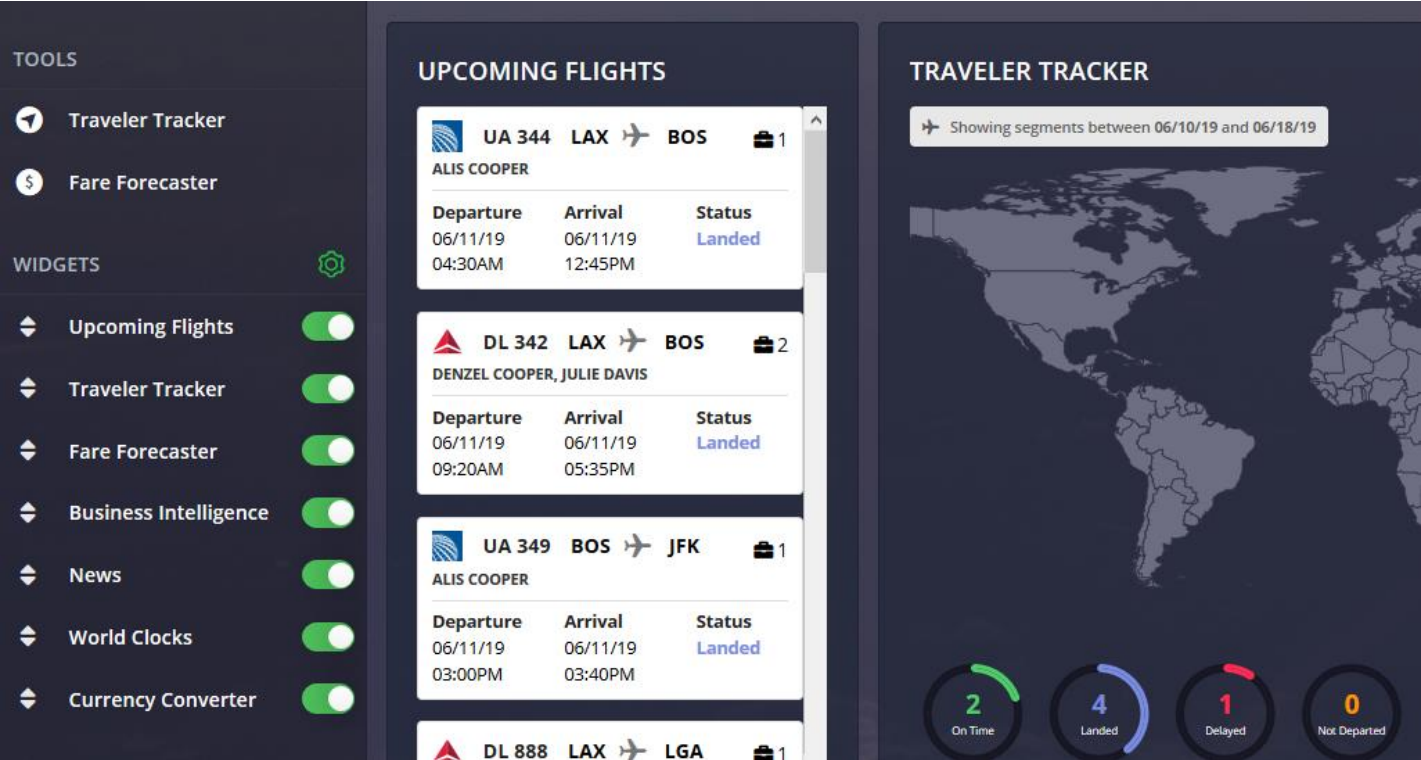 TOOLS
Traveler Tracker
Fare Forecaster
WIDGETS
Upcoming Flights
Traveler Tracker
Fare Forecaster
Business Intelligence
News
World Clocks
Currency Converter
UPCOMING FLIGHTS
UA 344 LAX BOS 1
ALIS COOPER
Departure Arrival Status
06/11/19 06/11/19 Landed
04:30AM 12:45PM
DL 342 LAX BOS 2
DENZEL COOPER, JULIE DAVIS
Departure Arrival Status
06/11/19 06/11/19 Landed
09:20AM 05:35PM
UA 349 BOS JFK 1
ALIS COOPER
Departure Arrival Status
06/11/19 06/11/19 Landed
03:00PM 03:40PM
DL 888 LAX LGA 1
TRAVELER TRACKER
Showing segments between 06/10/19 and 06/18/19
2
On Time
4
Landed
1
Delayed
0
Not Departed